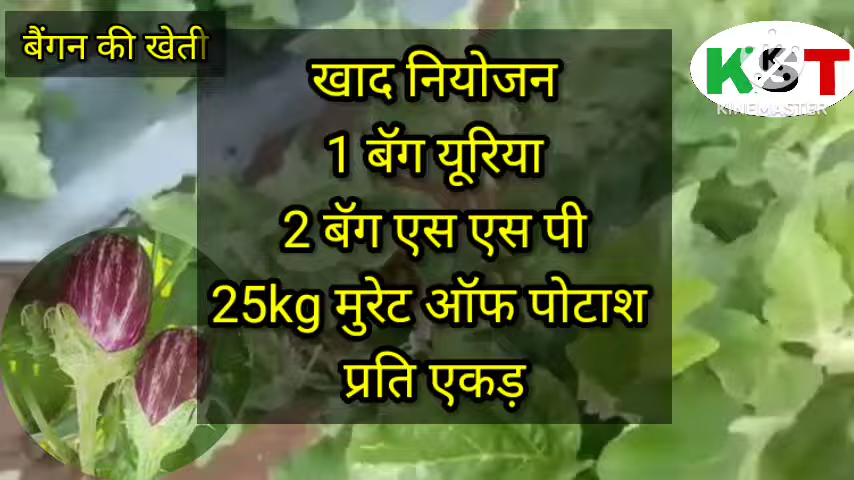 बैंगन की खेती
KST
KINEMASTER
खाद नियोजन
1 बॅग यूरिया
2 बॅग एस एस पी
25kg मुरेट ऑफ पोटाश
प्रति एकड़